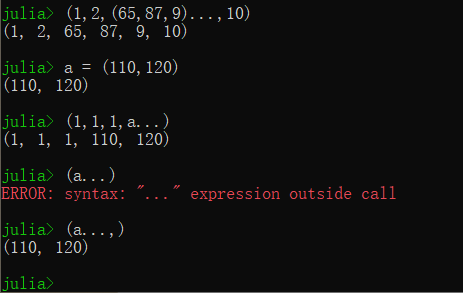 julia> (1,2,(65,87,9)...,10)
(1, 2, 65, 87, 9, 10)
julia> a = (110,120)
(110, 120)
julia> (1,1,1,a...)
(1, 1, 1, 110, 120)
julia> (a...)
ERROR: syntax: "..." expression outside call
julia> (a...,)
(110, 120)
julia>